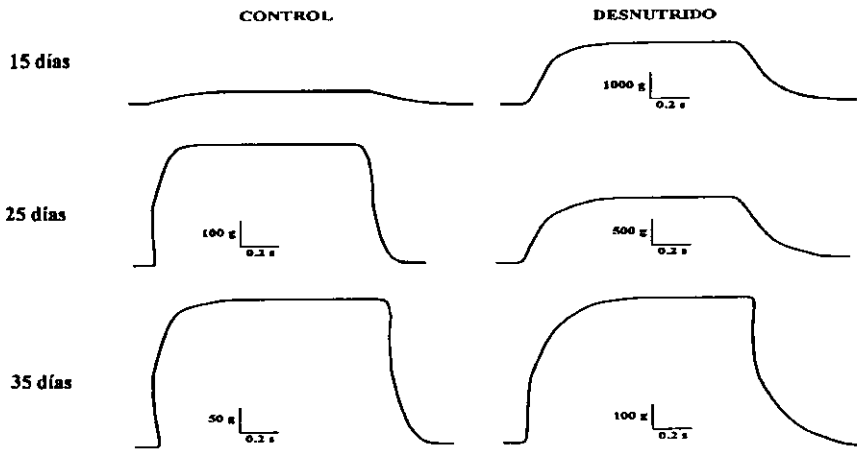 CONTROL DESNUTRIDO
15 días
1000 g
0.2 s
25 días
100 g
0.2 s
500 g
0.2 s
35 días
50 g
0.2 s
100 g
0.2 s